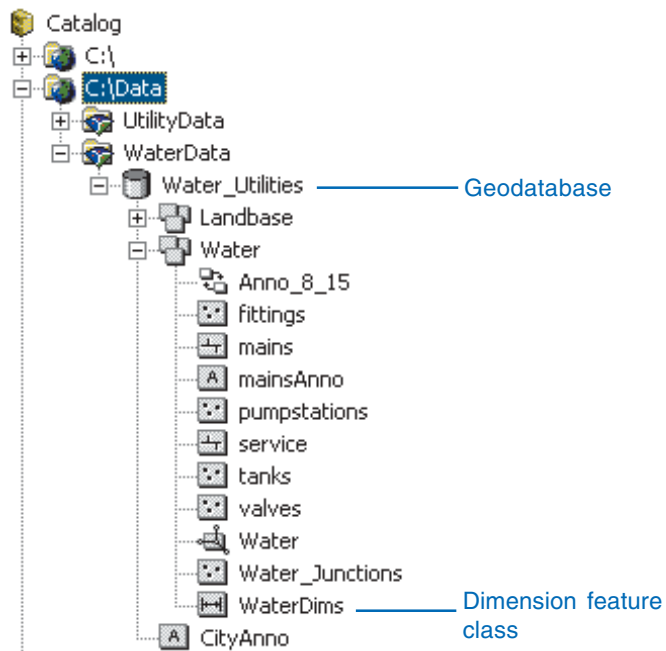 Catalog
C:\
C:\Data
UtilityData
WaterData
Water_Utilities
Geodatabase
Landbase
Water
Anno_8_15
fittings
mains
A mainsAnno
pumpstations
service
tanks
valves
Water
Water_Junctions
WaterDims
Dimension feature
class
A CityAnno